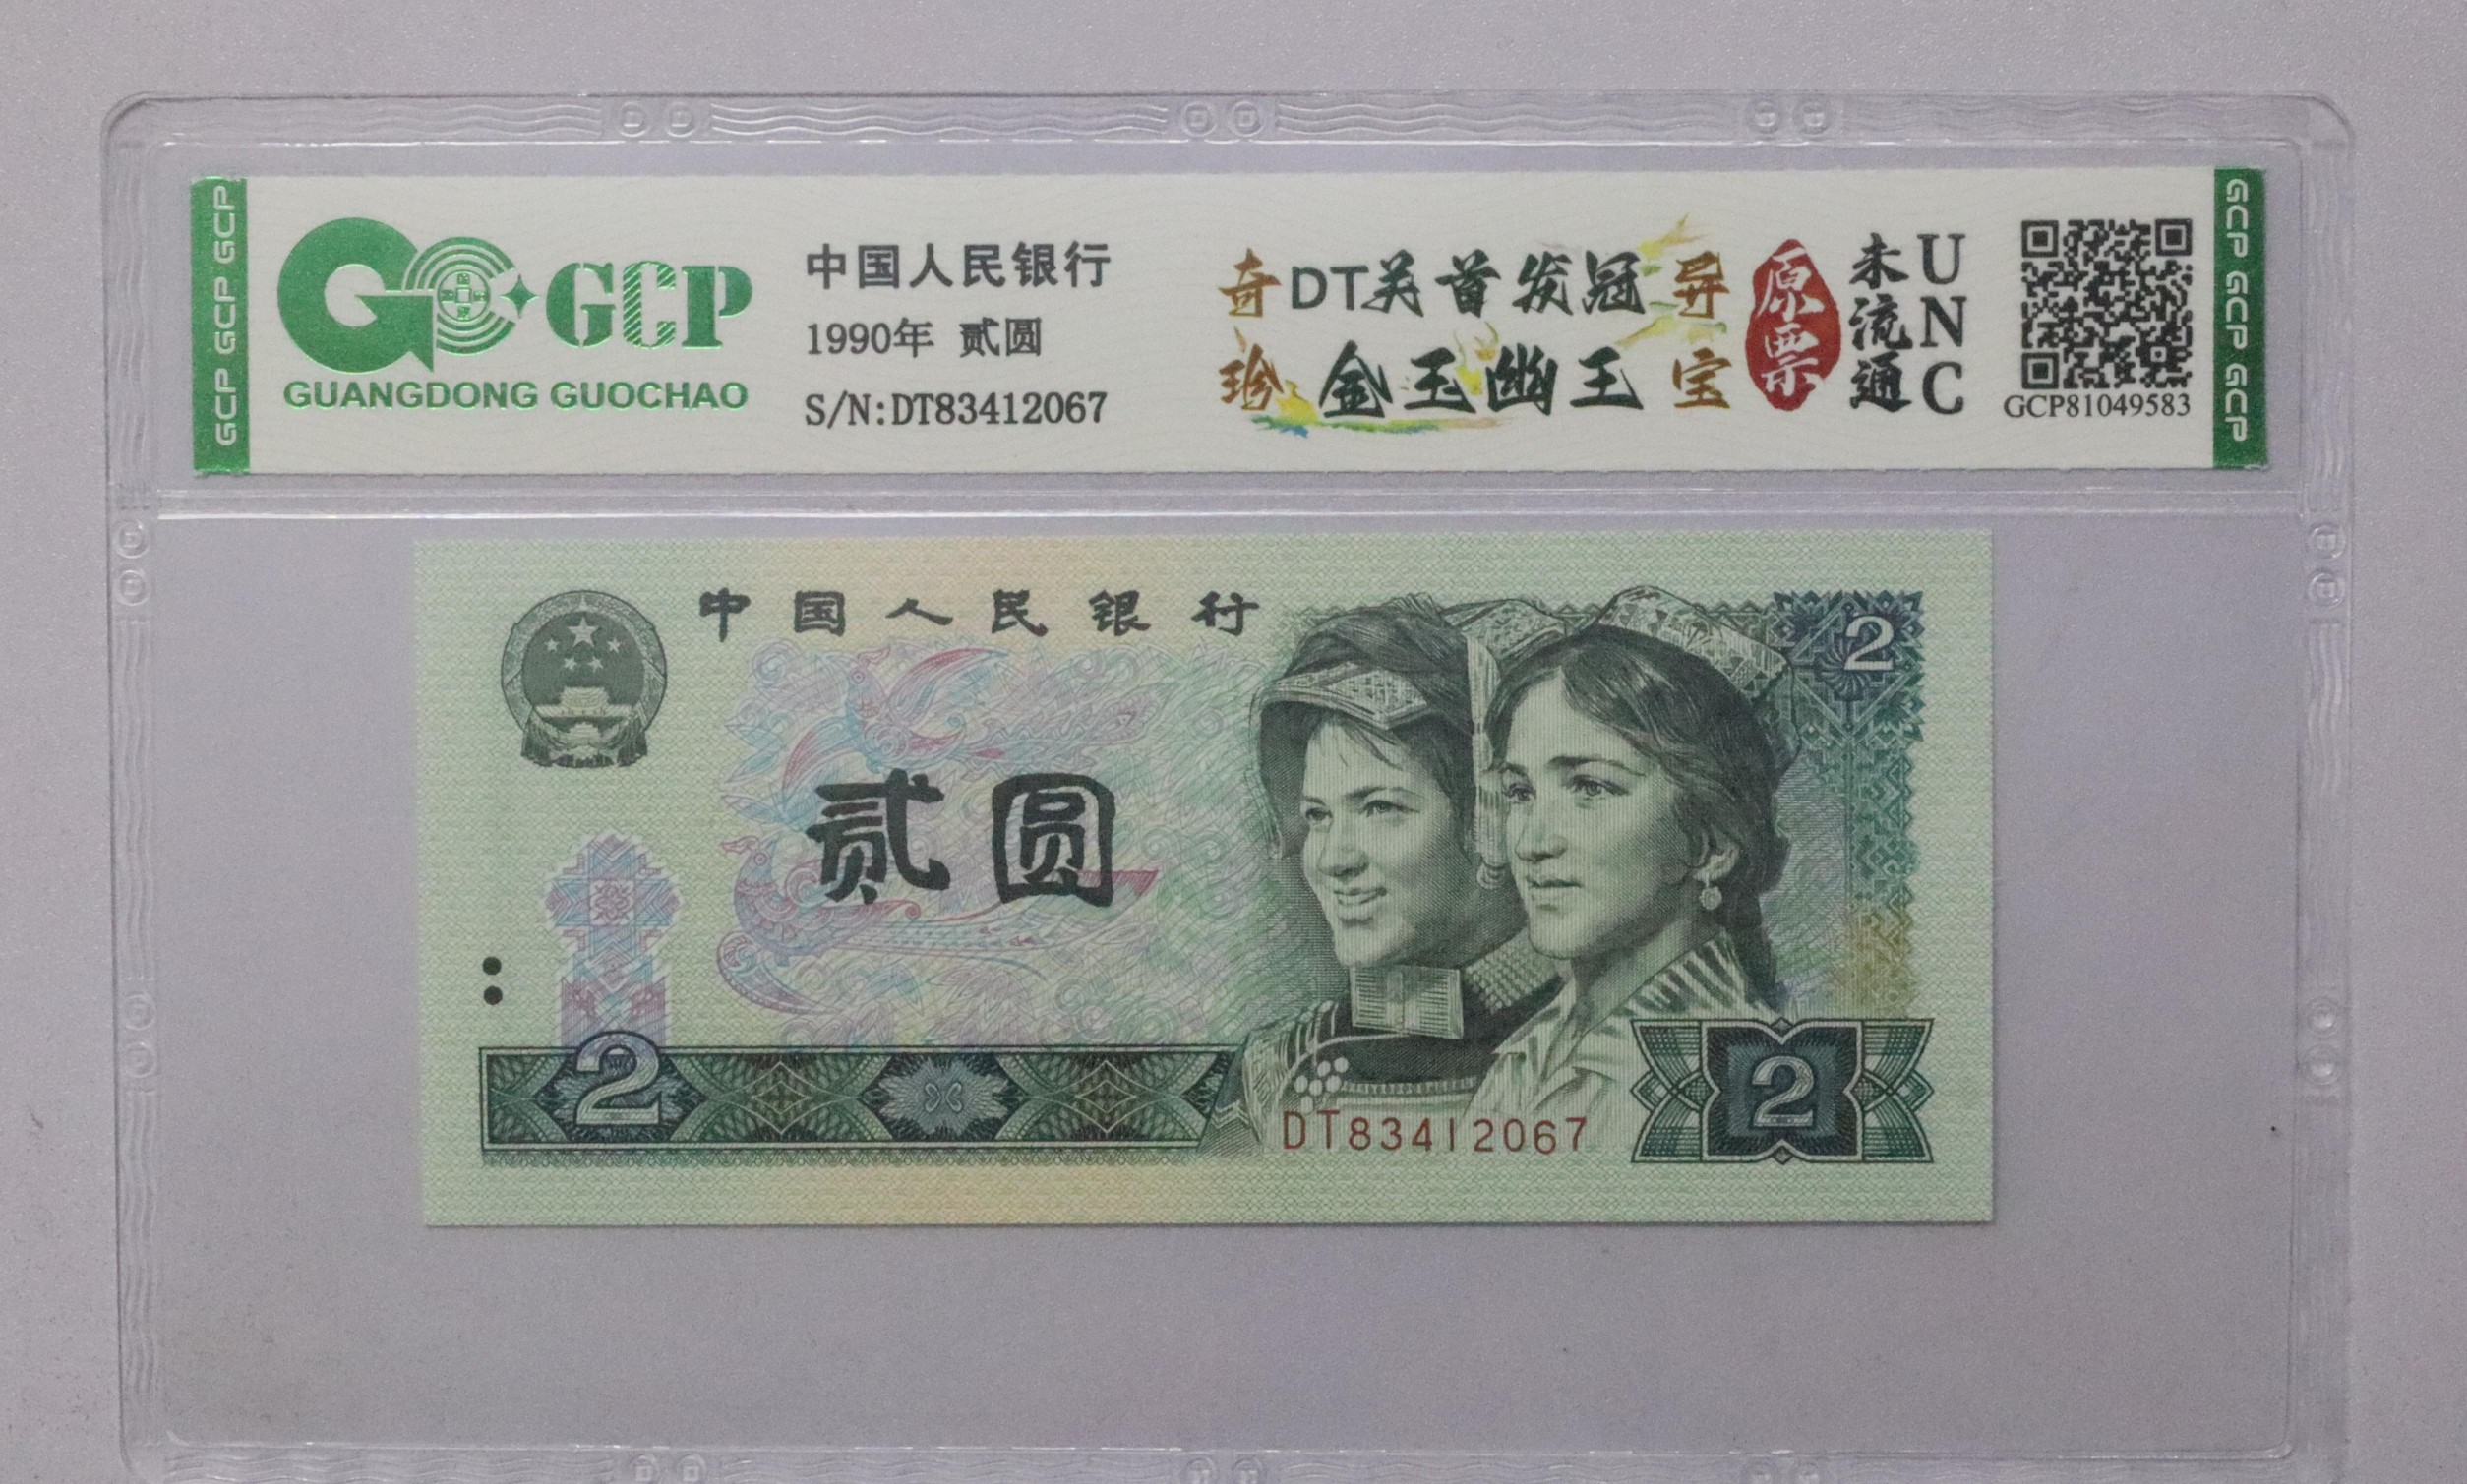 GCP GCP GCP
GCP
GUANGDONG GUOCHAO
中国人民银行
1990年 贰圆
S/N:DT83412067
奇珍
DT关首发冠
金玉幽王
异宝
原票
未流通
UNC
GCP81049583
GCP GCP GCP
中国人民银行
2
贰圆
2
DT83412067
2